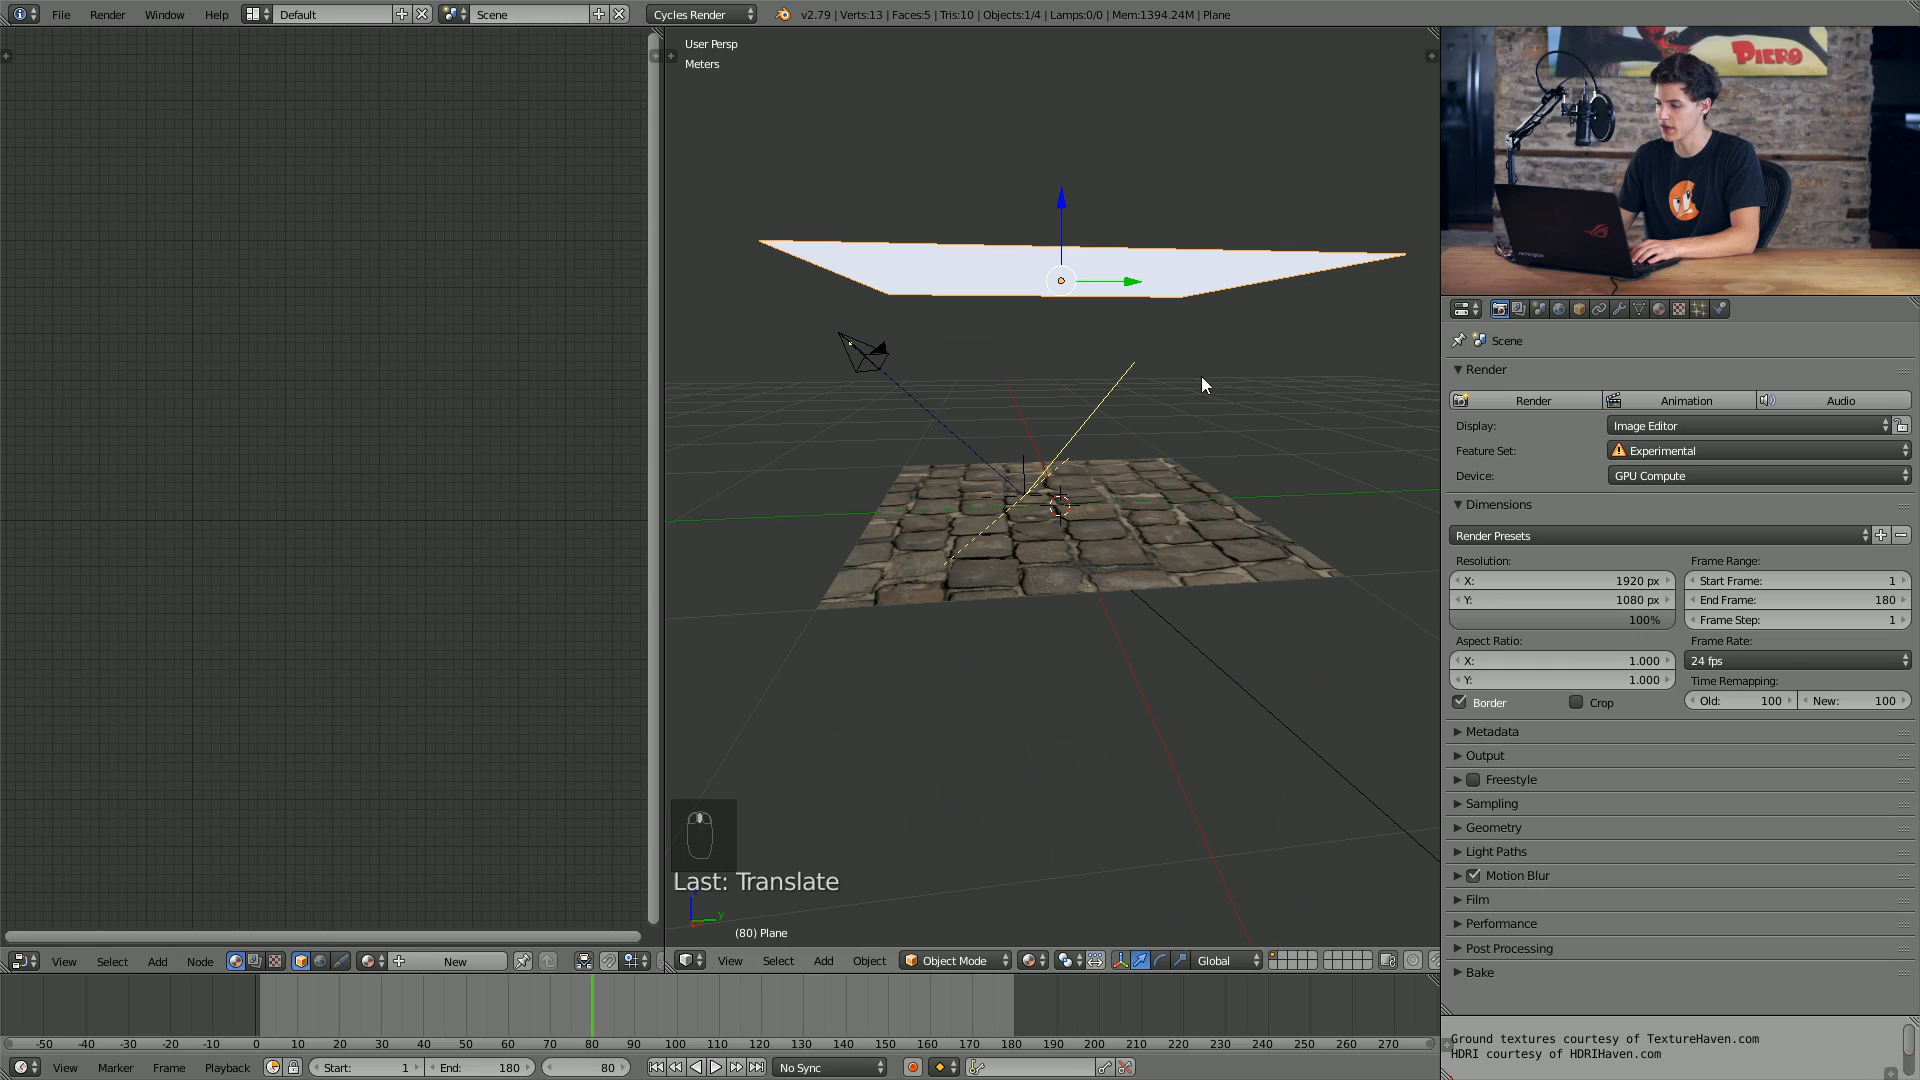 File Render Window Help Default Scene Cycles Render v2.79 | Verts:13 | Faces:5 | Tris:10 | Objects:1/4 | Lamps:0/0 | Mem:1394.24M | Plane
User Persp
Meters
PIERO
Scene
Render
Render Animation Audio
Display: Image Editor
Feature Set: Experimental
Device: GPU Compute
Dimensions
Render Presets
Resolution: Frame Range:
X: 1920 px Start Frame: 1
Y: 1080 px End Frame: 180
100% Frame Step: 1
Aspect Ratio: Frame Rate:
X: 1.000 24 fps
Y: 1.000 Time Remapping:
Border Crop Old: 100 New: 100
Metadata
Output
Freestyle
Sampling
Geometry
Light Paths
Motion Blur
Film
Performance
Post Processing
Bake
Last: Translate
y
(80) Plane
View Select Add Node New View Select Add Object Object Mode Global
-50 -40 -30 -20 -10 0 10 20 30 40 50 60 70 80 90 100 110 120 130 140 150 160 170 180 190 200 210 220 230 240 250 260 270
Ground textures courtesy of TextureHaven.com
HDRI courtesy of HDRIHaven.com
View Marker Frame Playback Start: 1 End: 180 80 No Sync